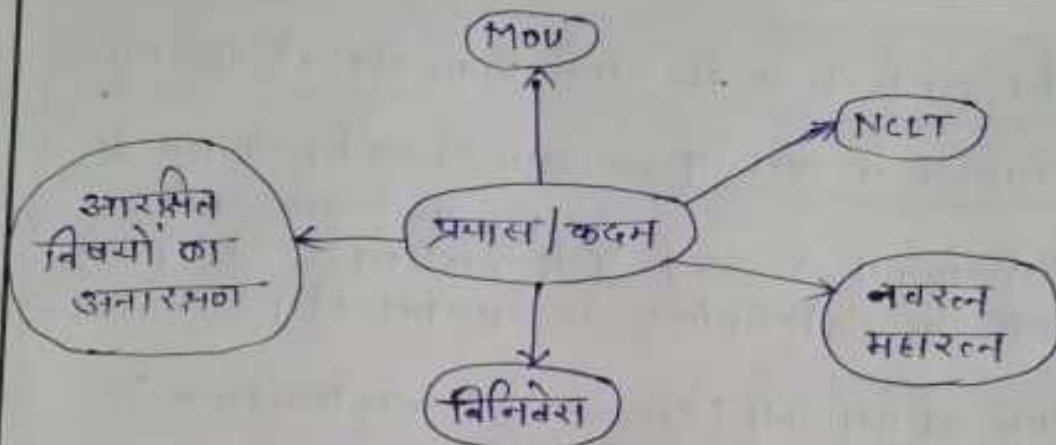 MOU
NCLT
आरक्षित
विषयों का
अनारक्षण
प्रयास / कदम
नवरत्न
महारत्न
विनिवेश